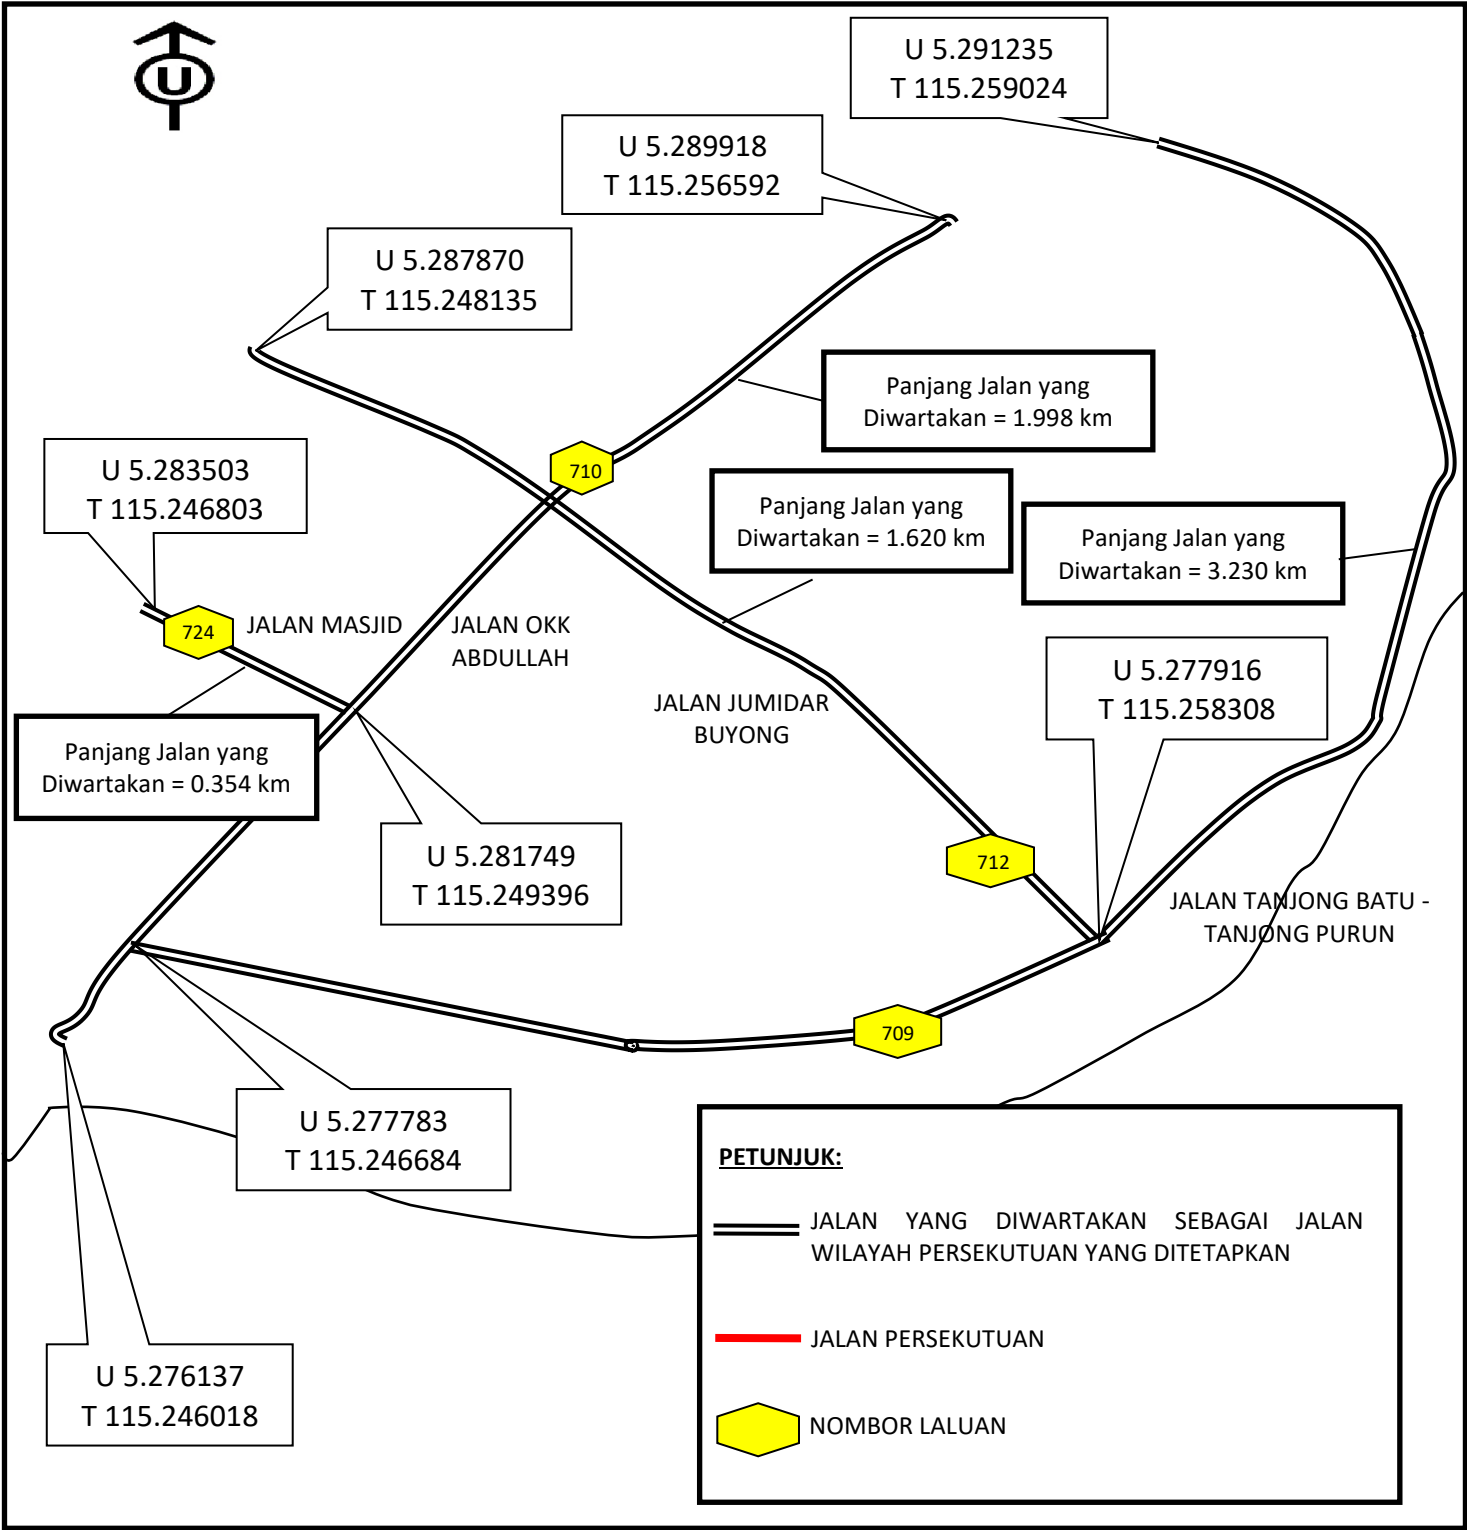 U
U 5.291235
T 115.259024
U 5.289918
T 115.256592
U 5.287870
T 115.248135
Panjang Jalan yang
Diwartakan = 1.998 km
710
U 5.283503
T 115.246803
Panjang Jalan yang
Diwartakan = 1.620 km
Panjang Jalan yang
Diwartakan = 3.230 km
724
JALAN MASJID
JALAN OKK
ABDULLAH
U 5.277916
T 115.258308
JALAN JUMIDAR
BUYONG
Panjang Jalan yang
Diwartakan = 0.354 km
U 5.281749
T 115.249396
712
JALAN TANJONG BATU -
TANJONG PURUN
709
U 5.277783
T 115.246684
U 5.276137
T 115.246018
PETUNJUK:
JALAN YANG DIWARTAKAN SEBAGAI JALAN
WILAYAH PERSEKUTUAN YANG DITETAPKAN
JALAN PERSEKUTUAN
NOMBOR LALUAN